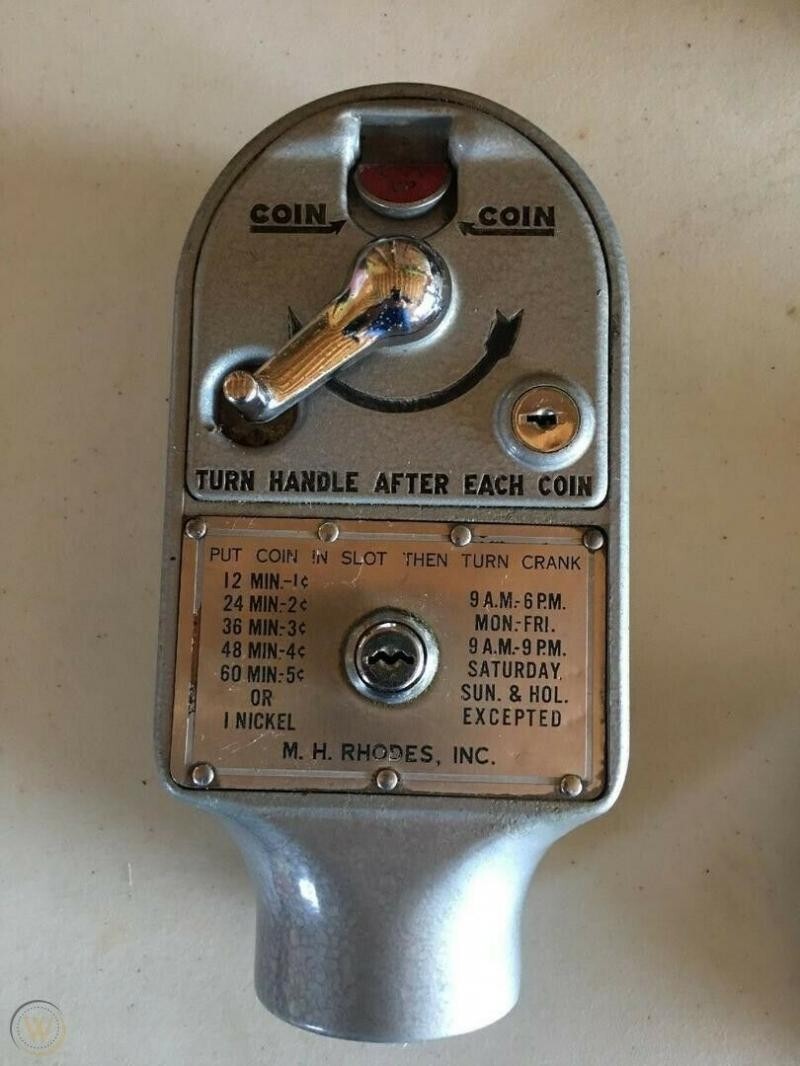 COIN COIN
TURN HANDLE AFTER EACH COIN
PUT COIN IN SLOT THEN TURN CRANK
12 MIN.-1¢
24 MIN.-2¢
36 MIN.-3¢
48 MIN.-4¢
60 MIN.-5¢
OR
1 NICKEL
9 A.M.-6 P.M.
MON.-FRI.
9 A.M.-9 P.M.
SATURDAY
SUN. & HOL.
EXCEPTED
M. H. RHODES, INC.
W